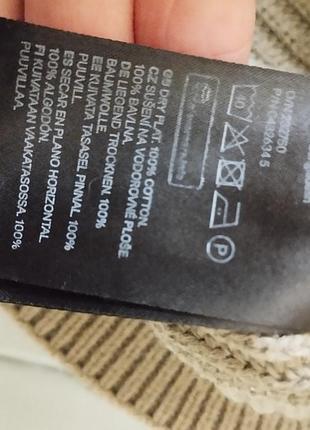 GB DRY FLAT. 100% COTTON.
CZ SUŠENÍ NA VODOROVNÉ PLOŠE.
100% BAVLNA.
DE LIEGEND TROCKNEN. 100%
BAUMWOLLE.
EE KUIVATA TASASEL PINNAL. 100%
PUUVILL.
ES SECAR EN PLANO HORIZONTAL.
100% ALGODÓN.
FI KUIVATAAN VAAKATASOSSA. 100%
PUUVILLAA.
P